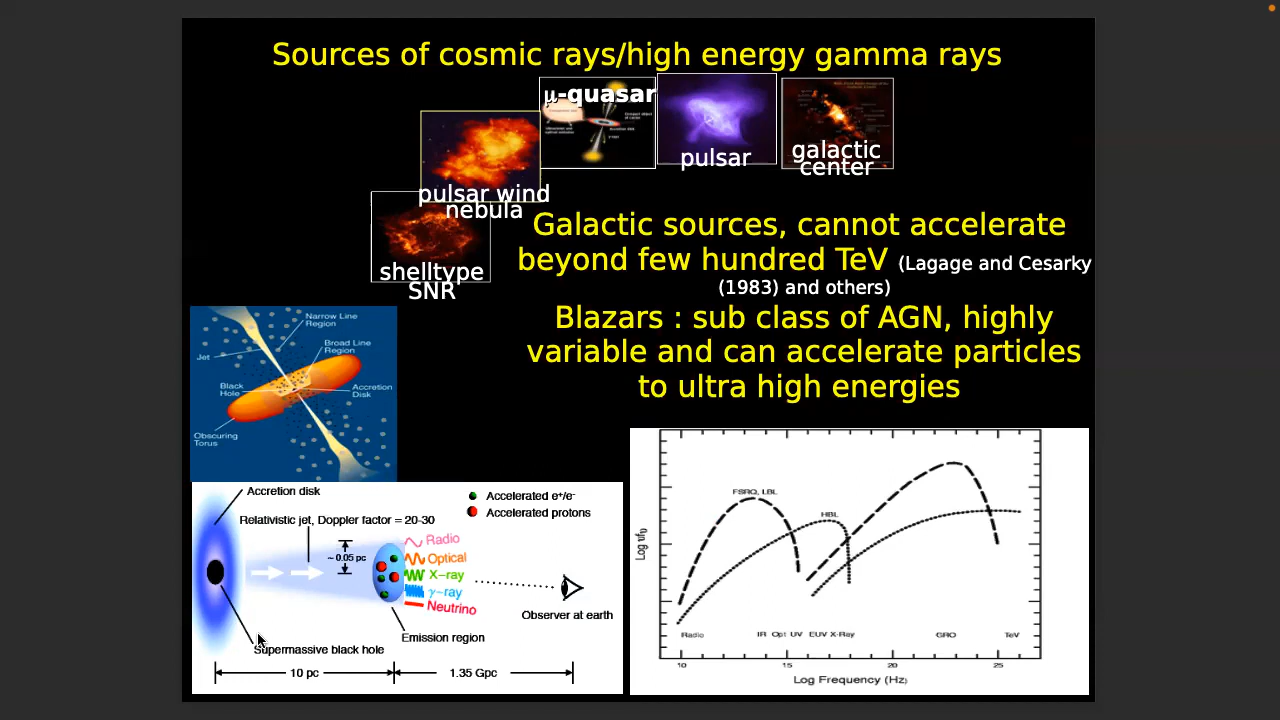 Sources of cosmic rays/high energy gamma rays
μ-quasar
pulsar
galactic
center
pulsar wind
nebula
shelltype
SNR
Galactic sources, cannot accelerate
beyond few hundred TeV (Lagage and Cesarky
(1983) and others)
Blazars : sub class of AGN, highly
variable and can accelerate particles
to ultra high energies
Narrow Line
Region
Broad Line
Region
Jet
Black
Hole
Accretion
Disk
Obscuring
Torus
Accretion disk
Relativistic jet, Doppler factor = 20-30
~ 0.05 pc
Accelerated e+/e-
Accelerated protons
Radio
Optical
X-ray
γ-ray
Neutrino
Observer at earth
Emission region
Supermassive black hole
10 pc
1.35 Gpc
FSRQ, LBL
HBL
Radio
IR Opt UV EUV X-Ray
GRO
TeV
10 15 20 25
Log Frequency (Hz)